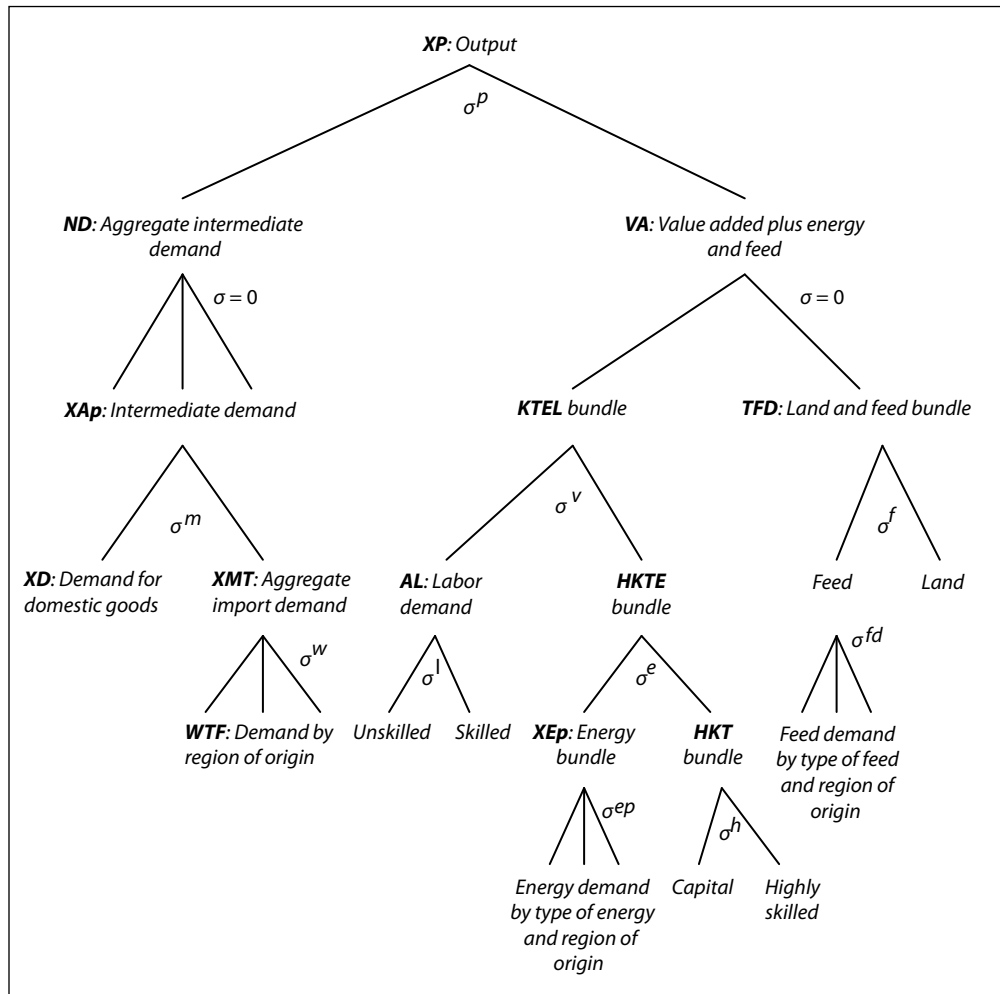 XP: Output
σp
ND: Aggregate intermediate
demand
VA: Value added plus energy
and feed
σ = 0
σ = 0
XAp: Intermediate demand
KTEL bundle
TFD: Land and feed bundle
σm
σv
σf
XD: Demand for
domestic goods
XMT: Aggregate
import demand
AL: Labor
demand
HKTE
bundle
Feed
Land
σw
σl
σe
σfd
WTF: Demand by
region of origin
Unskilled
Skilled
XEp: Energy
bundle
HKT
bundle
Feed demand
by type of feed
and region of
origin
σep
σh
Energy demand
by type of energy
and region of
origin
Capital
Highly
skilled